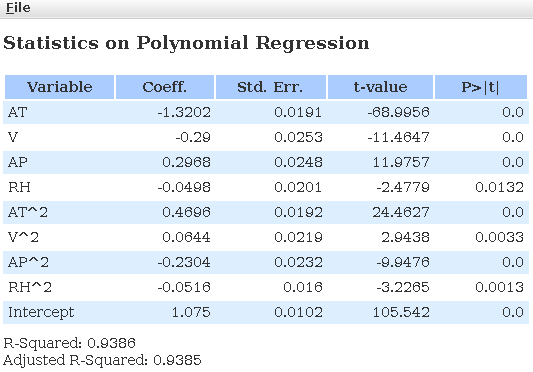 File
Statistics on Polynomial Regression
Variable Coeff. Std. Err. t-value P>|t|
AT -1.3202 0.0191 -68.9956 0.0
V -0.29 0.0253 -11.4647 0.0
AP 0.2968 0.0248 11.9757 0.0
RH -0.0498 0.0201 -2.4779 0.0132
AT^2 0.4696 0.0192 24.4627 0.0
V^2 0.0644 0.0219 2.9438 0.0033
AP^2 -0.2304 0.0232 -9.9476 0.0
RH^2 -0.0516 0.016 -3.2265 0.0013
Intercept 1.075 0.0102 105.542 0.0
R-Squared: 0.9386
Adjusted R-Squared: 0.9385